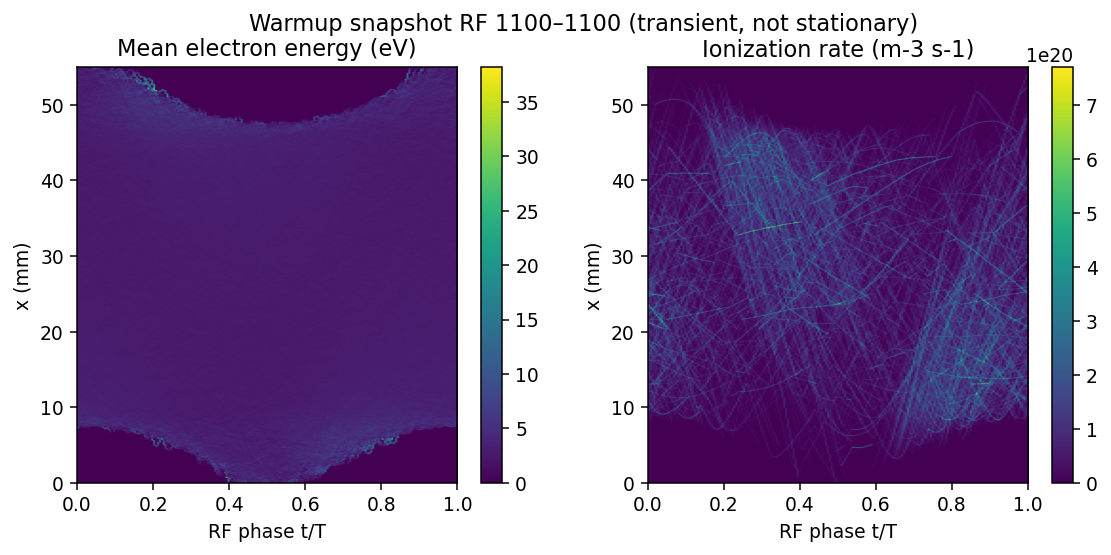 Warmup snapshot RF 1100–1100 (transient, not stationary)
Mean electron energy (eV)
Ionization rate (m-3 s-1)
1e20
x (mm)
50
40
30
20
10
0
0.0 0.2 0.4 0.6 0.8 1.0
RF phase t/T
35
30
25
20
15
10
5
0
x (mm)
50
40
30
20
10
0
0.0 0.2 0.4 0.6 0.8 1.0
RF phase t/T
7
6
5
4
3
2
1
0